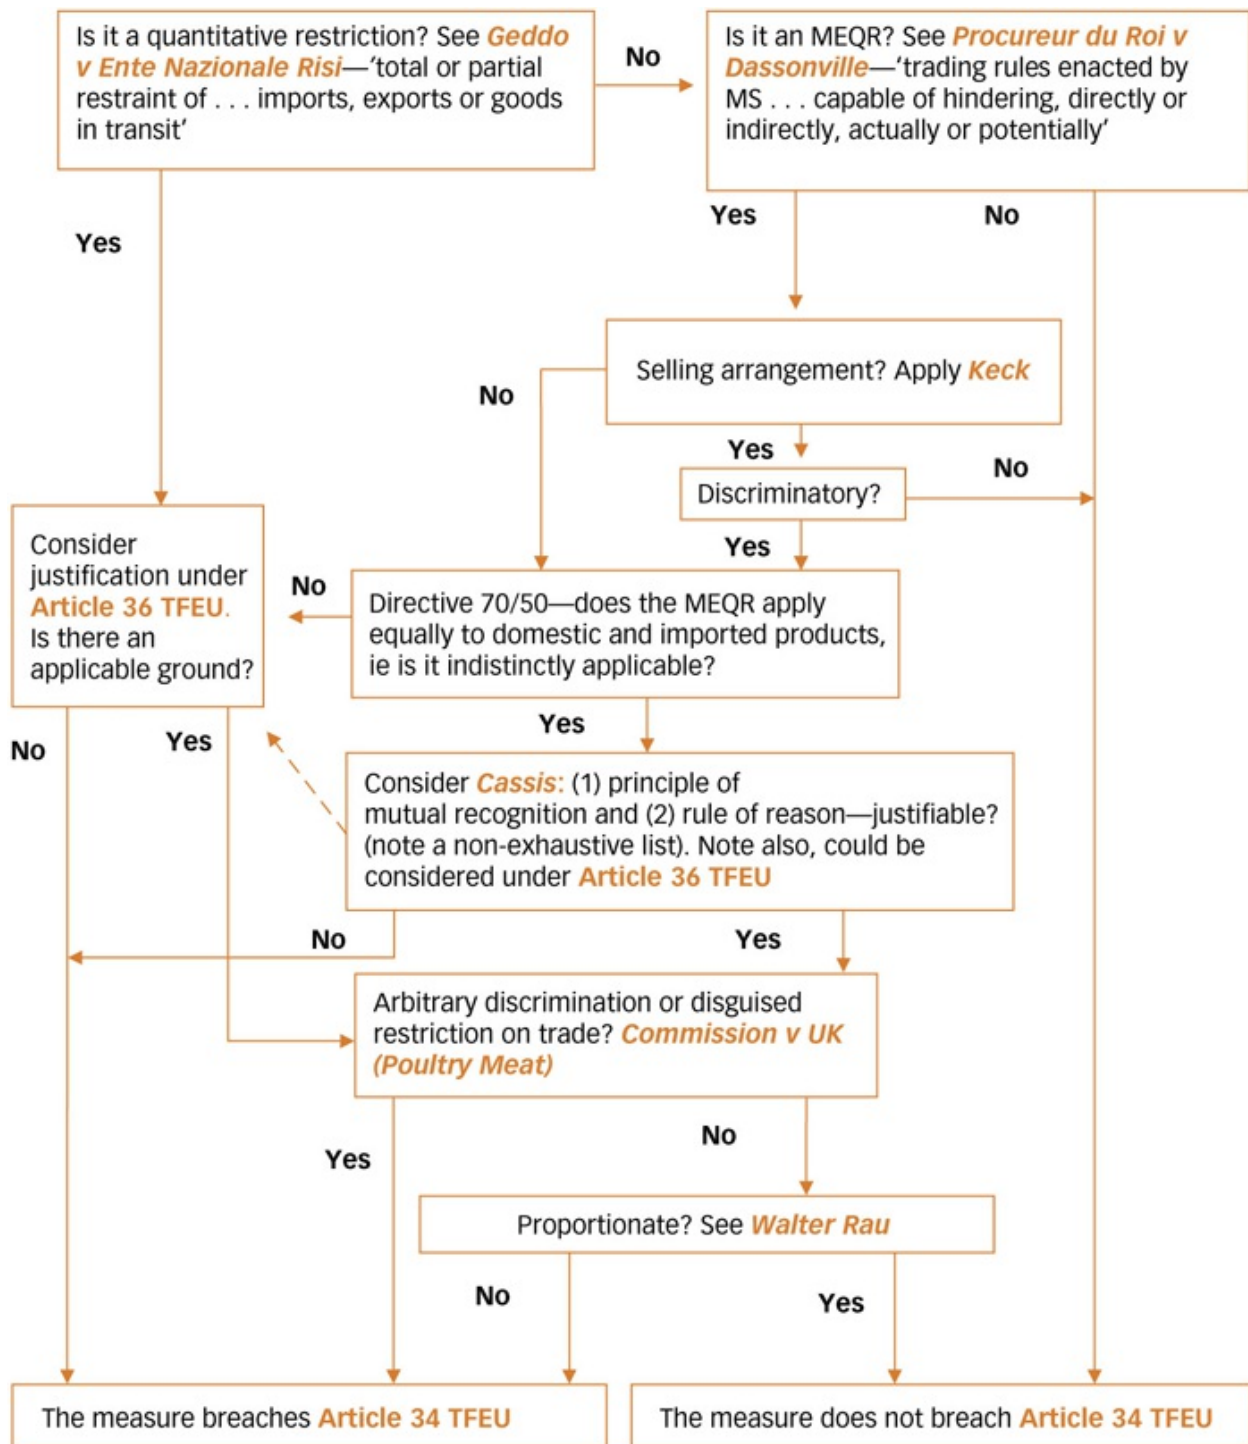 Is it a quantitative restriction? See Geddo
v Ente Nazionale Risi—‘total or partial
restraint of . . . imports, exports or goods
in transit’
No
Is it an MEQR? See Procureur du Roi v
Dassonville—‘trading rules enacted by
MS . . . capable of hindering, directly or
indirectly, actually or potentially’
Yes
Yes
No
Selling arrangement? Apply Keck
No
Yes
Discriminatory?
No
Yes
Consider
justification under
Article 36 TFEU.
Is there an
applicable ground?
No
Directive 70/50—does the MEQR apply
equally to domestic and imported products,
ie is it indistinctly applicable?
No
Yes
Yes
Consider Cassis: (1) principle of
mutual recognition and (2) rule of reason—justifiable?
(note a non-exhaustive list). Note also, could be
considered under Article 36 TFEU
No
Yes
Arbitrary discrimination or disguised
restriction on trade? Commission v UK
(Poultry Meat)
Yes
No
Proportionate? See Walter Rau
No
Yes
The measure breaches Article 34 TFEU
The measure does not breach Article 34 TFEU